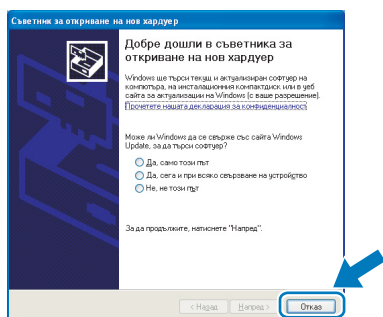 Съветник за откриване на нов хардуер
Добре дошли в съветника за
откриване на нов хардуер
Windows ще търси текущ и актуализиран софтуер на
компютъра, на инсталационния компактдиск или в уеб
сайта за актуализации на Windows (с ваше разрешение).
Прочетете нашата декларация за конфиденциалност
Може ли Windows да се свърже със сайта Windows
Update, за да търси софтуер?
Да, само този път
Да, сега и при всяко свързване на устройство
Не, не този път
За да продължите, натиснете "Напред".
< Назад Напред > Отказ